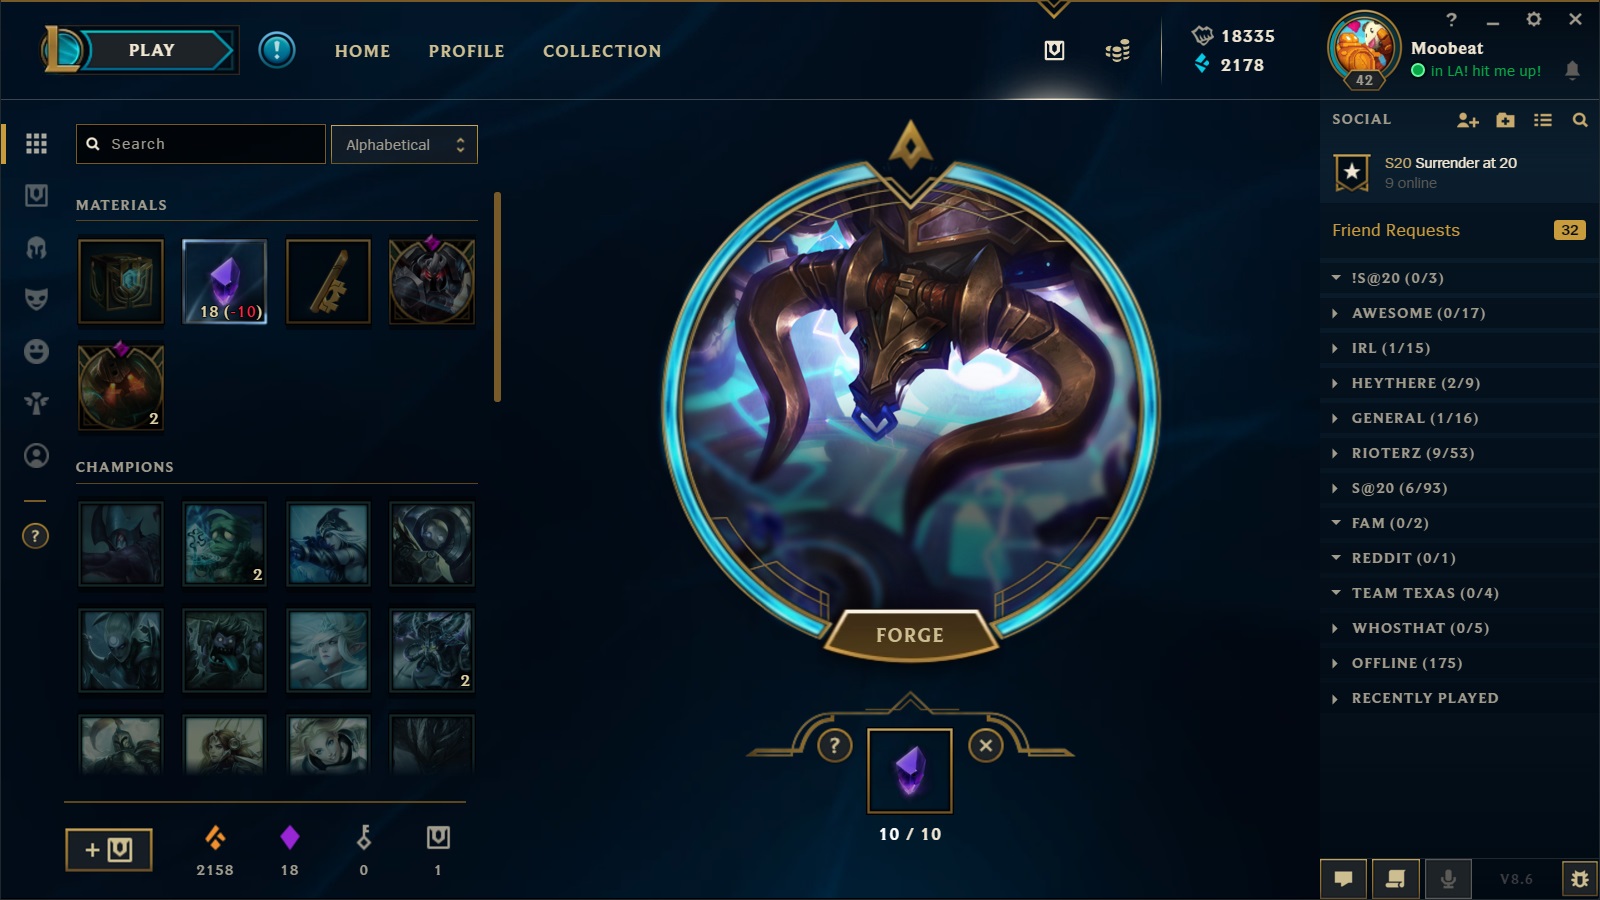 PLAY
HOME
PROFILE
COLLECTION
18335
2178
?
42
Moobeat
in LA! hit me up!
Search
Alphabetical
MATERIALS
18 (-10)
2
CHAMPIONS
2
2
?
FORGE
?
10 / 10
2158
18
0
1
SOCIAL
S20 Surrender at 20
9 online
Friend Requests
32
!S@20 (0/3)
AWESOME (0/17)
IRL (1/15)
HEYTHERE (2/9)
GENERAL (1/16)
RIOTERZ (9/53)
S@20 (6/93)
FAM (0/2)
REDDIT (0/1)
TEAM TEXAS (0/4)
WHOSTHAT (0/5)
OFFLINE (175)
RECENTLY PLAYED
V8.6